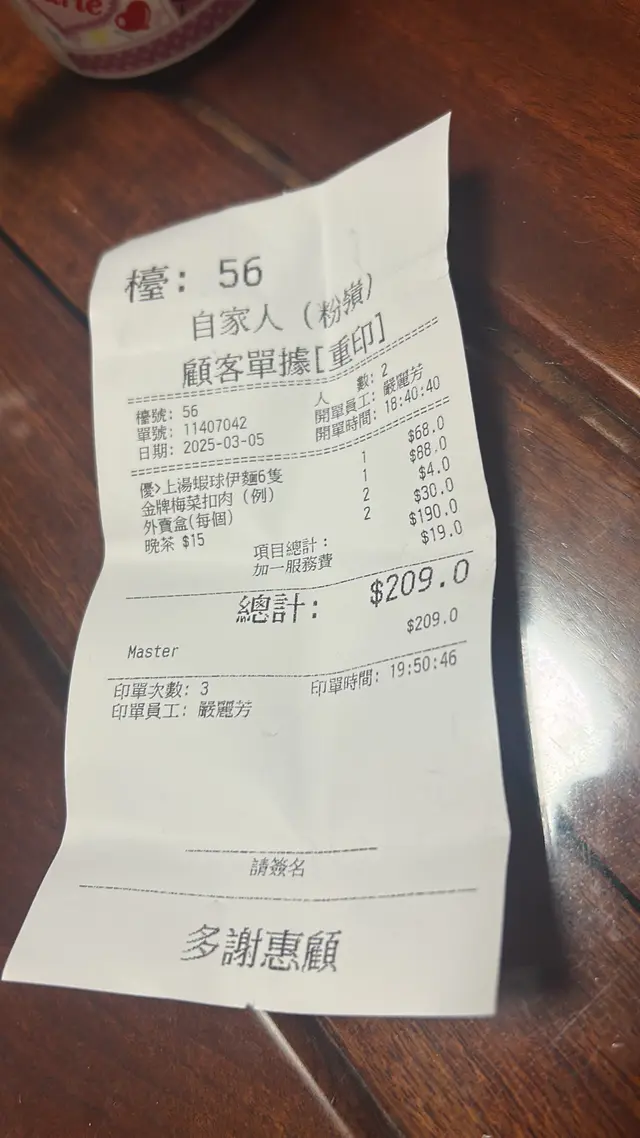 檯: 56
自家人 (粉嶺)
顧客單據[重印]
檯號: 56 人 數: 2
單號: 11407042 開單員工: 嚴麗芳
日期: 2025-03-05 開單時間: 18:40:40
優>上湯蝦球伊麵6隻 1 $68.0
金牌梅菜扣肉 (例) 1 $88.0
外賣盒(每個) 2 $4.0
晚茶 $15 2 $30.0
項目總計: $190.0
加一服務費 $19.0
總計: $209.0
Master $209.0
印單次數: 3 印單時間: 19:50:46
印單員工: 嚴麗芳
請簽名
多謝惠顧